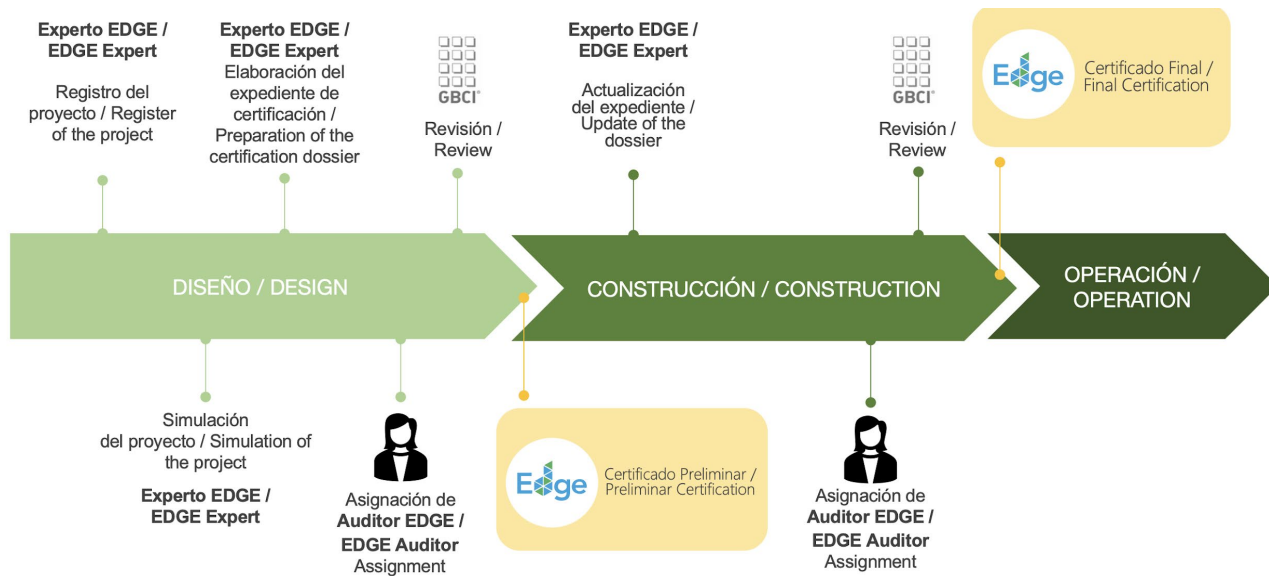 Experto EDGE /
EDGE Expert
Registro del
proyecto / Register
of the project
Experto EDGE /
EDGE Expert
Elaboración del
expediente de
certificación /
Preparation of the
certification dossier
GBCI®
Revisión /
Review
Experto EDGE /
EDGE Expert
Actualización
del expediente /
Update of the
dossier
GBCI®
Revisión /
Review
Edge
Certificado Final /
Final Certification
DISEÑO / DESIGN
CONSTRUCCIÓN / CONSTRUCTION
OPERACIÓN /
OPERATION
Simulación
del proyecto / Simulation of
the project
Experto EDGE /
EDGE Expert
Asignación de
Auditor EDGE /
EDGE Auditor
Assignment
Edge
Certificado Preliminar /
Preliminar Certification
Asignación de
Auditor EDGE /
EDGE Auditor
Assignment